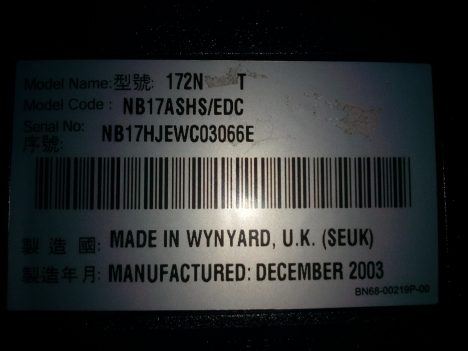 Model Name: 型號: 172N T
Model Code : NB17ASHS/EDC
Serial No: NB17HJEWC03066E
序號:
製造國: MADE IN WYNYARD, U.K. (SEUK)
製造年月: MANUFACTURED: DECEMBER 2003
BN68-00219P-00